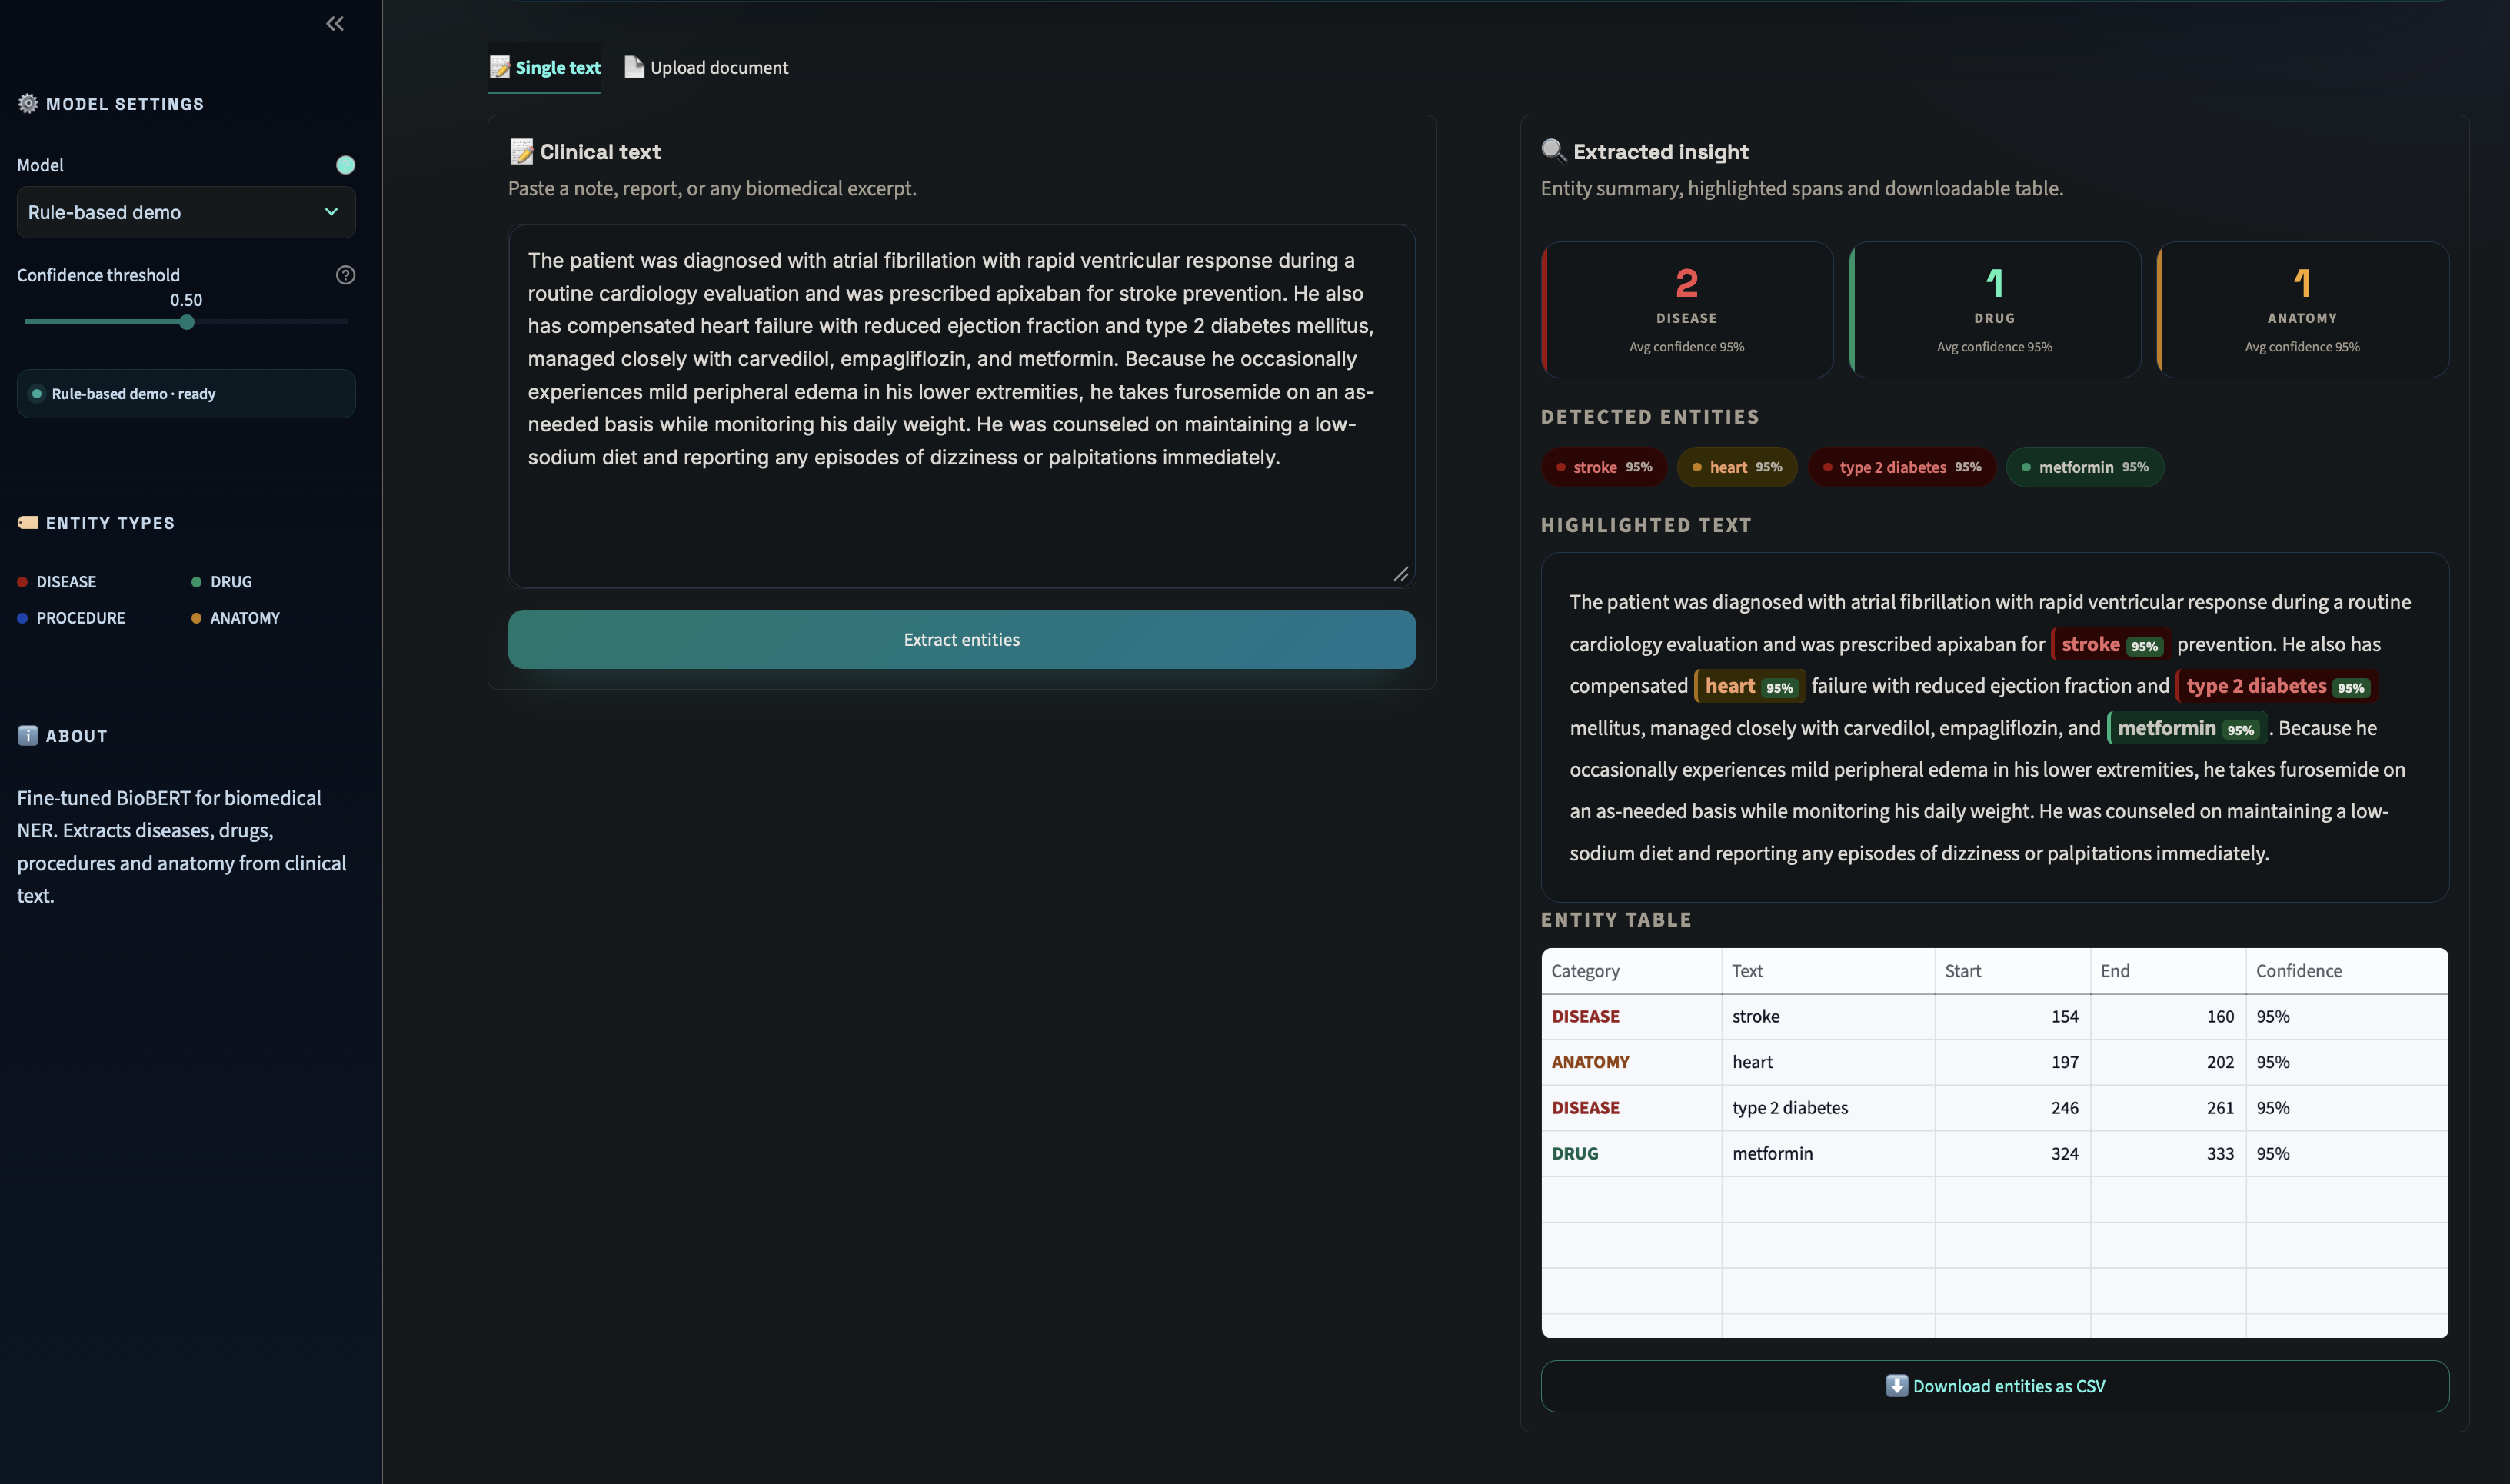 MODEL SETTINGS
Model
Rule-based demo
Confidence threshold
0.50
Rule-based demo · ready
ENTITY TYPES
DISEASE
DRUG
PROCEDURE
ANATOMY
ABOUT
Fine-tuned BioBERT for biomedical
NER. Extracts diseases, drugs,
procedures and anatomy from clinical
text.
Single text
Upload document
Clinical text
Paste a note, report, or any biomedical excerpt.
The patient was diagnosed with atrial fibrillation with rapid ventricular response during a
routine cardiology evaluation and was prescribed apixaban for stroke prevention. He also
has compensated heart failure with reduced ejection fraction and type 2 diabetes mellitus,
managed closely with carvedilol, empagliflozin, and metformin. Because he occasionally
experiences mild peripheral edema in his lower extremities, he takes furosemide on an as-
needed basis while monitoring his daily weight. He was counseled on maintaining a low-
sodium diet and reporting any episodes of dizziness or palpitations immediately.
Extract entities
Extracted insight
Entity summary, highlighted spans and downloadable table.
2
DISEASE
Avg confidence 95%
1
DRUG
Avg confidence 95%
1
ANATOMY
Avg confidence 95%
DETECTED ENTITIES
stroke 95%
heart 95%
type 2 diabetes 95%
metformin 95%
HIGHLIGHTED TEXT
The patient was diagnosed with atrial fibrillation with rapid ventricular response during a routine
cardiology evaluation and was prescribed apixaban for stroke 95% prevention. He also has
compensated heart 95% failure with reduced ejection fraction and type 2 diabetes 95%
mellitus, managed closely with carvedilol, empagliflozin, and metformin 95% . Because he
occasionally experiences mild peripheral edema in his lower extremities, he takes furosemide on
an as-needed basis while monitoring his daily weight. He was counseled on maintaining a low-
sodium diet and reporting any episodes of dizziness or palpitations immediately.
ENTITY TABLE
Category Text Start End Confidence
DISEASE stroke 154 160 95%
ANATOMY heart 197 202 95%
DISEASE type 2 diabetes 246 261 95%
DRUG metformin 324 333 95%
Download entities as CSV